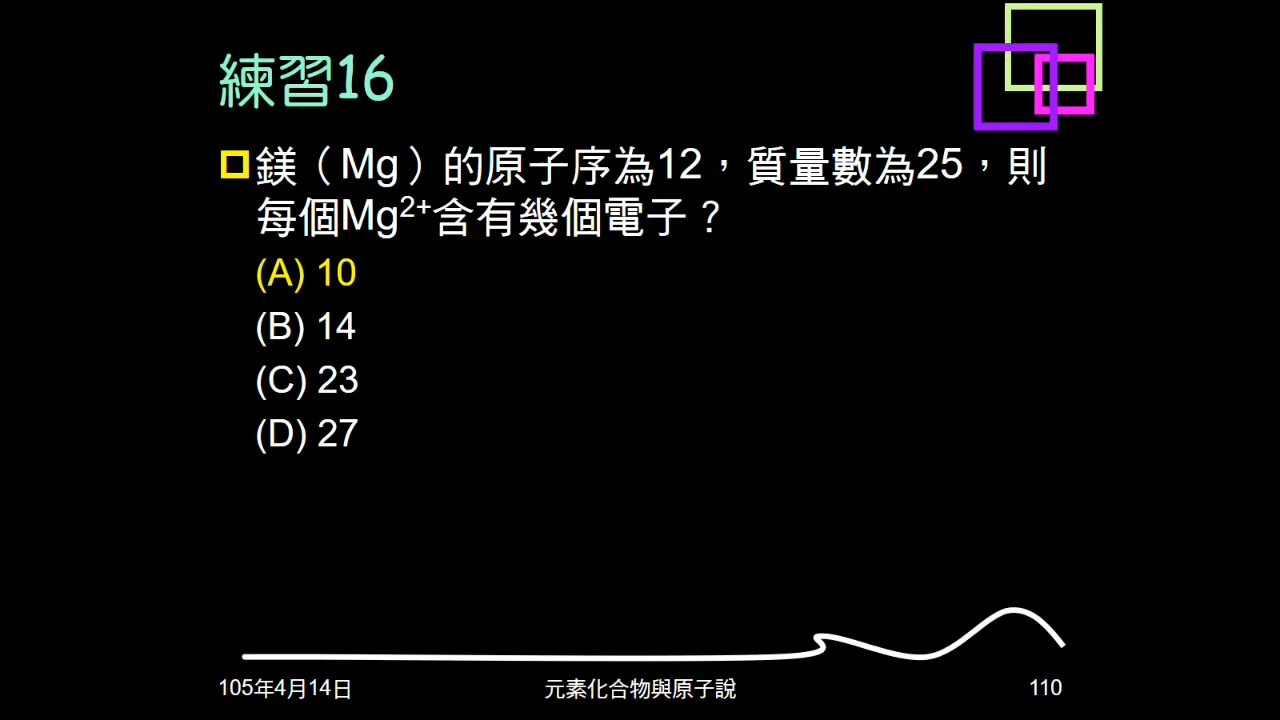 練習16
鎂（Mg）的原子序為12，質量數為25，則
每個Mg²⁺含有幾個電子？
(A) 10
(B) 14
(C) 23
(D) 27
105年4月14日 元素化合物與原子說 110